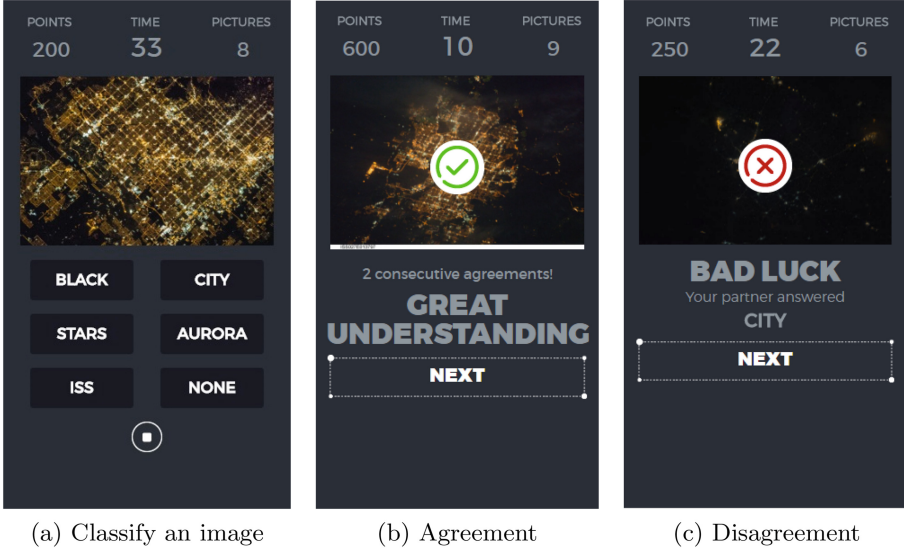 POINTS TIME PICTURES
200 33 8
BLACK CITY
STARS AURORA
ISS NONE
(a) Classify an image
POINTS TIME PICTURES
600 10 9
2 consecutive agreements!
GREAT
UNDERSTANDING
NEXT
(b) Agreement
POINTS TIME PICTURES
250 22 6
BAD LUCK
Your partner answered
CITY
NEXT
(c) Disagreement